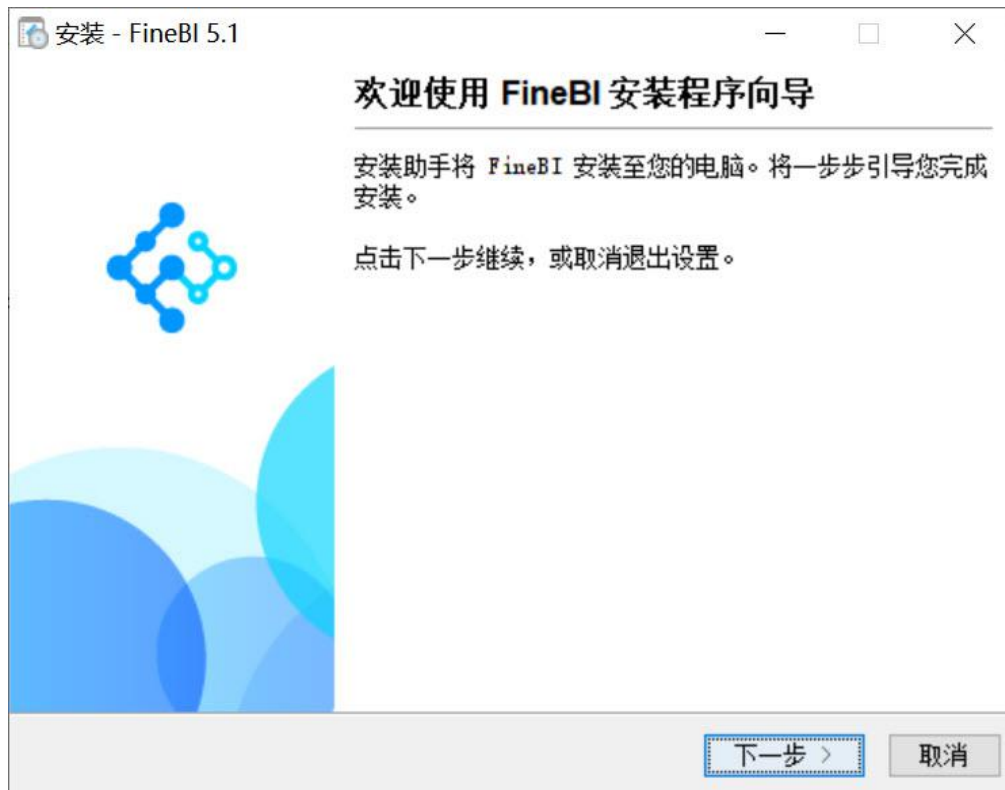 安装 - FineBI 5.1
欢迎使用 FineBI 安装程序向导
安装助手将 FineBI 安装至您的电脑。将一步步引导您完成
安装。
点击下一步继续，或取消退出设置。
下一步 >
取消